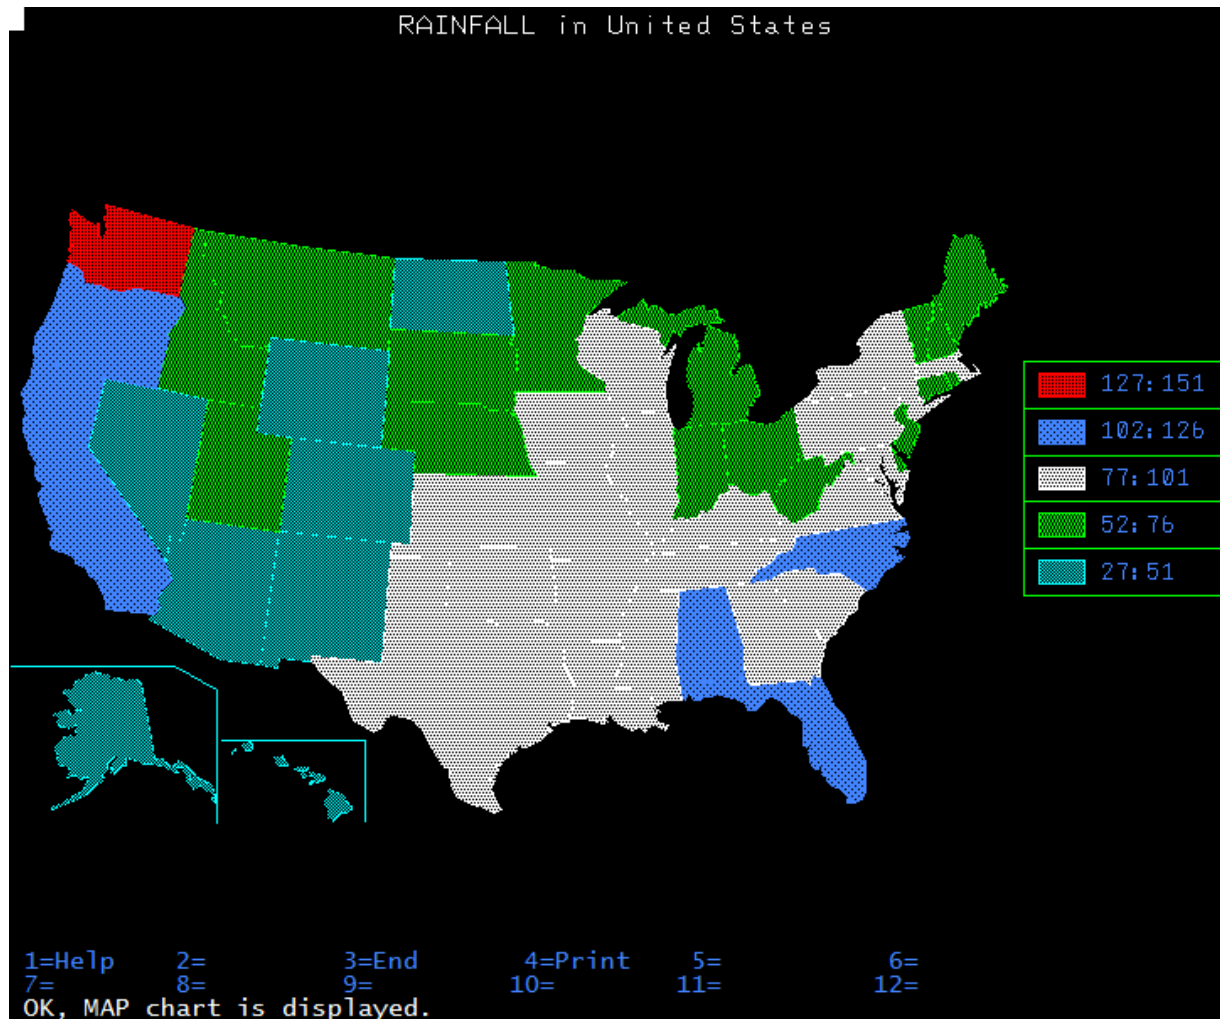 RAINFALL in United States
127:151
102:126
77:101
52:76
27:51
1=Help 2= 3=End 4=Print 5= 6=
7= 8= 9= 10= 11= 12=
OK, MAP chart is displayed.